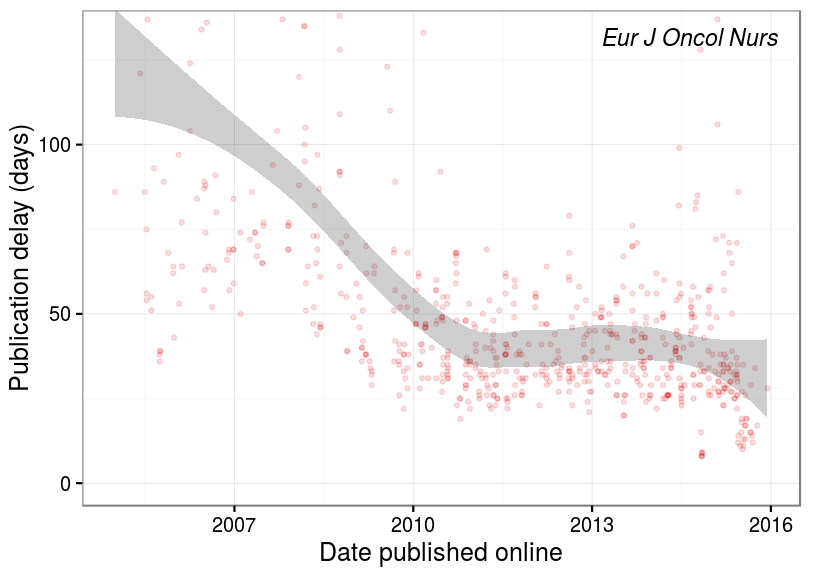 Eur J Oncol Nurs
Publication delay (days)
100
50
0
2007 2010 2013 2016
Date published online